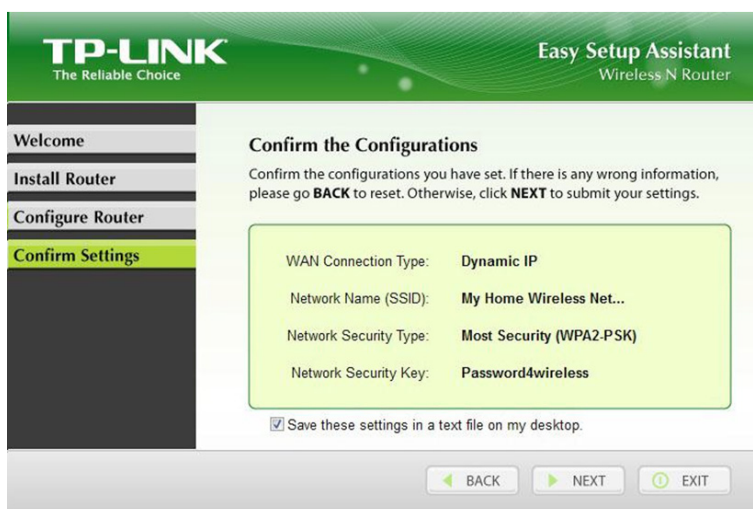 TP-LINK
The Reliable Choice
Easy Setup Assistant
Wireless N Router
Welcome
Install Router
Configure Router
Confirm Settings
Confirm the Configurations
Confirm the configurations you have set. If there is any wrong information,
please go BACK to reset. Otherwise, click NEXT to submit your settings.
WAN Connection Type: Dynamic IP
Network Name (SSID): My Home Wireless Net...
Network Security Type: Most Security (WPA2-PSK)
Network Security Key: Password4wireless
Save these settings in a text file on my desktop.
BACK NEXT EXIT